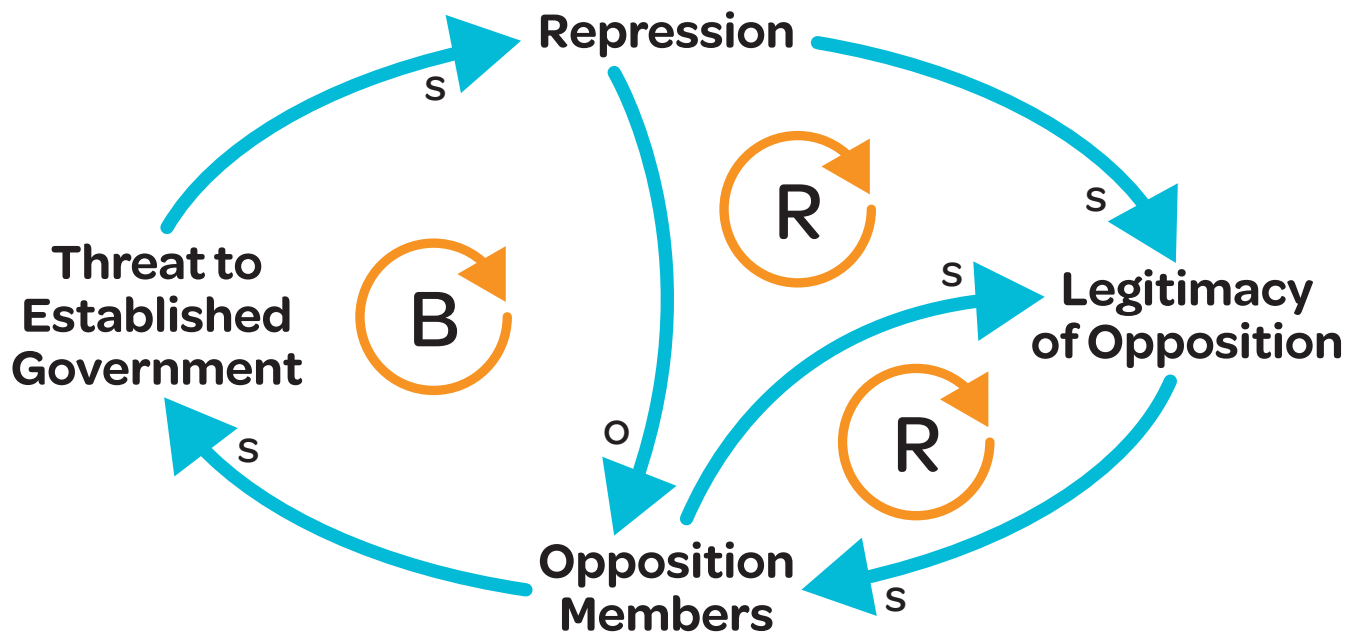 Repression
S
S
R
Threat to
Established
Government
B
S
Legitimacy
of Opposition
O
S
R
Opposition
Members
S